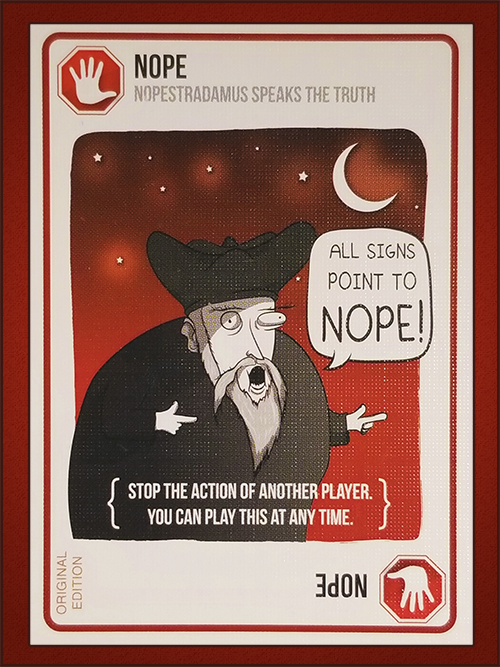 NOPE
NOPESTRADAMUS SPEAKS THE TRUTH
ALL SIGNS
POINT TO
NOPE!
STOP THE ACTION OF ANOTHER PLAYER.
YOU CAN PLAY THIS AT ANY TIME.
ORIGINAL
EDITION
NOPE